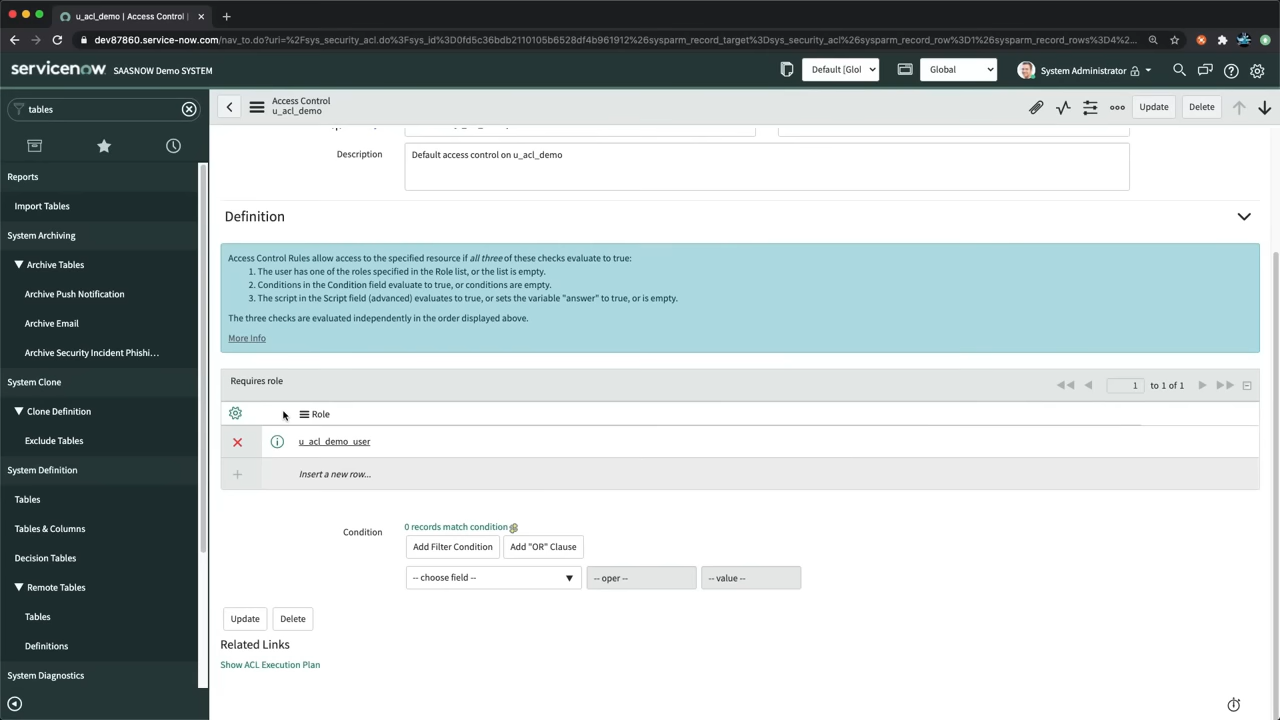 u_acl_demo | Access Control |
dev87860.service-now.com/nav_to.do?uri=%2Fsys_security_acl.do%3Fsys_id%3D0fd5c36bdb2110105b6528df4b961912%26sysparm_record_target%3Dsys_security_acl%26sysparm_record_row%3D1%26sysparm_record_rows%3D4%2...
servicenow SAASNOW Demo SYSTEM
Default [Glol
Global
System Administrator
tables
Access Control
u_acl_demo
Update
Delete
Reports
Import Tables
System Archiving
Archive Tables
Archive Push Notification
Archive Email
Archive Security Incident Phishi...
System Clone
Clone Definition
Exclude Tables
System Definition
Tables
Tables & Columns
Decision Tables
Remote Tables
Tables
Definitions
System Diagnostics
Description
Default access control on u_acl_demo
Definition
Access Control Rules allow access to the specified resource if all three of these checks evaluate to true:
1. The user has one of the roles specified in the Role list, or the list is empty.
2. Conditions in the Condition field evaluate to true, or conditions are empty.
3. The script in the Script field (advanced) evaluates to true, or sets the variable "answer" to true, or is empty.
The three checks are evaluated independently in the order displayed above.
More Info
Requires role
1 to 1 of 1
Role
u_acl_demo_user
Insert a new row...
Condition
0 records match condition
Add Filter Condition
Add "OR" Clause
-- choose field --
-- oper --
-- value --
Update
Delete
Related Links
Show ACL Execution Plan